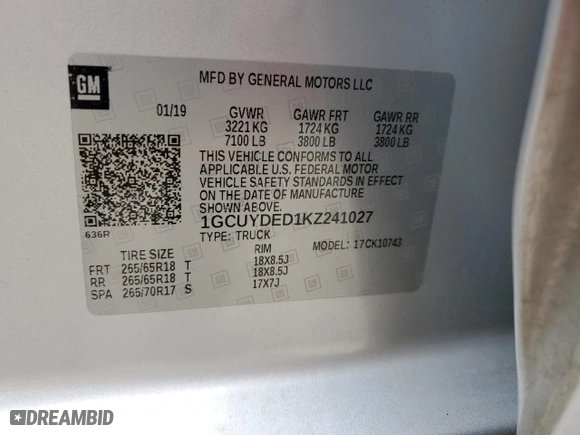 GM
MFD BY GENERAL MOTORS LLC
01/19 GVWR GAWR FRT GAWR RR
3221 KG 1724 KG 1724 KG
7100 LB 3800 LB 3800 LB
THIS VEHICLE CONFORMS TO ALL
APPLICABLE U.S. FEDERAL MOTOR
VEHICLE SAFETY STANDARDS IN EFFECT
ON THE DATE OF MANUFACTURE
SHOWN ABOVE.
1GCUYDED1KZ241027
636R
TYPE: TRUCK MODEL: 17CK10743
TIRE SIZE RIM
FRT 265/65R18 T 18X8.5J
RR 265/65R18 T 18X8.5J
SPA 265/70R17 S 17X7J
DREAMBID